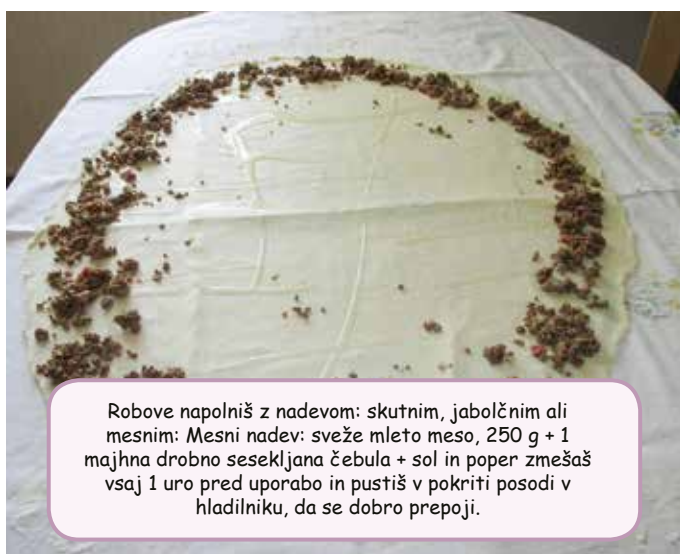 Robove napolniš z nadevom: skutnim, jabolčnim ali
mesnim: Mesni nadev: sveže mleto meso, 250 g + 1
majhna drobno sesekljana čebula + sol in poper zmešaš
vsaj 1 uro pred uporabo in pustiš v pokriti posodi v
hladilniku, da se dobro prepoji.